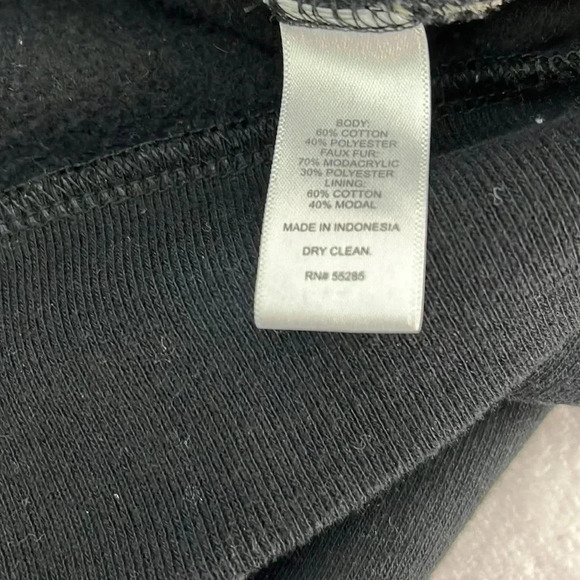 BODY:
60% COTTON
40% POLYESTER
FAUX FUR:
70% MODACRYLIC
30% POLYESTER
LINING:
60% COTTON
40% MODAL
MADE IN INDONESIA
DRY CLEAN.
RN# 55285